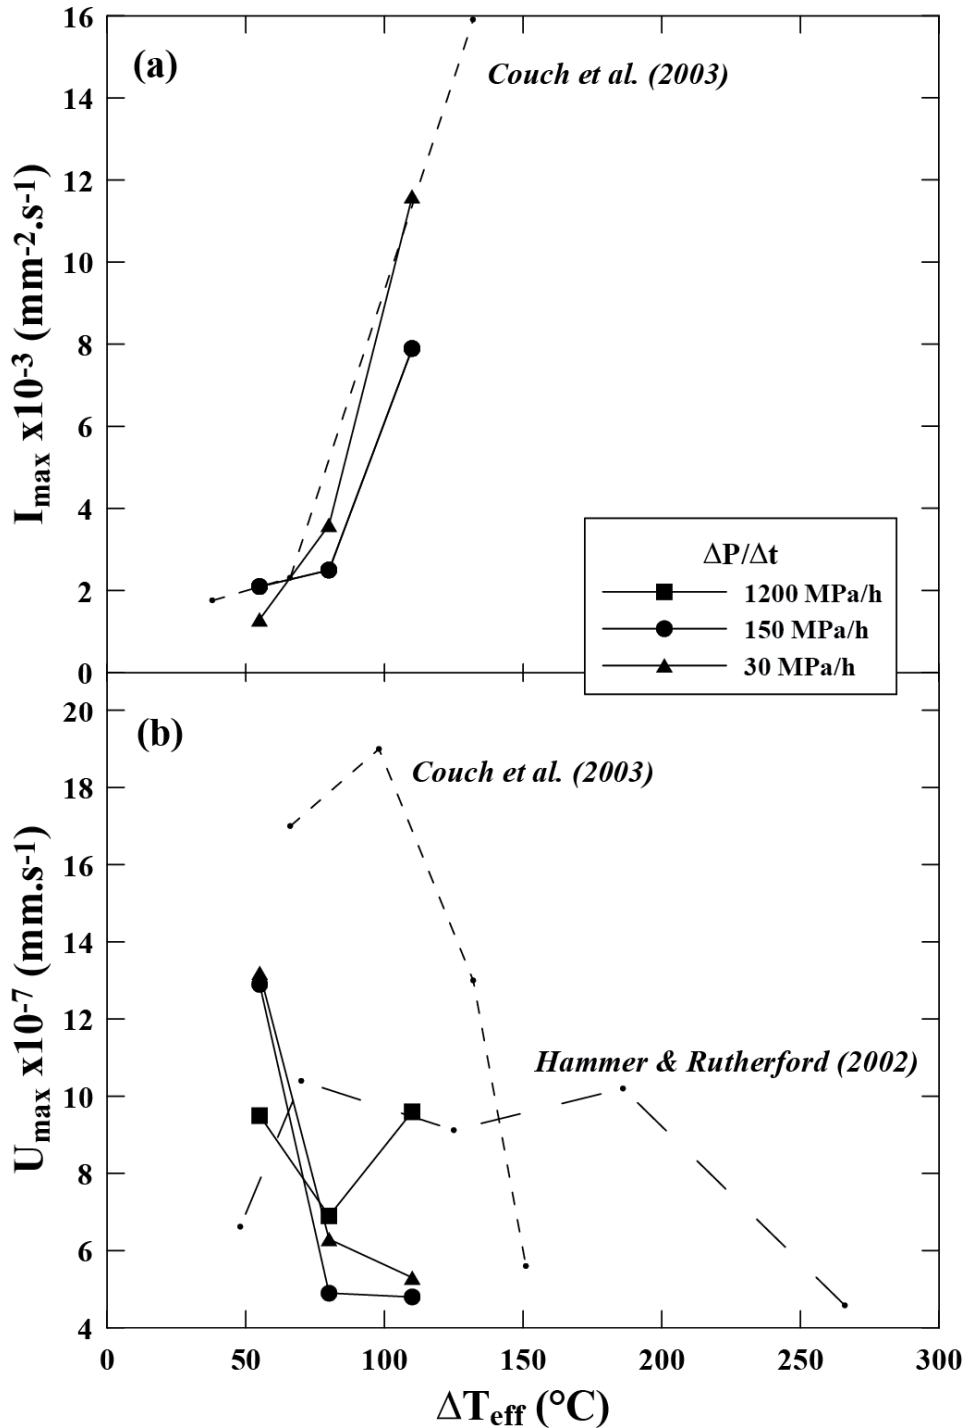 (a)
Couch et al. (2003)
16
14
12
10
8
6
4
2
0
I_max x10^-3 (mm^-2.s^-1)
ΔP/Δt
1200 MPa/h
150 MPa/h
30 MPa/h
(b)
Couch et al. (2003)
Hammer & Rutherford (2002)
20
18
16
14
12
10
8
6
4
U_max x10^-7 (mm.s^-1)
0 50 100 150 200 250 300
ΔT_eff (°C)